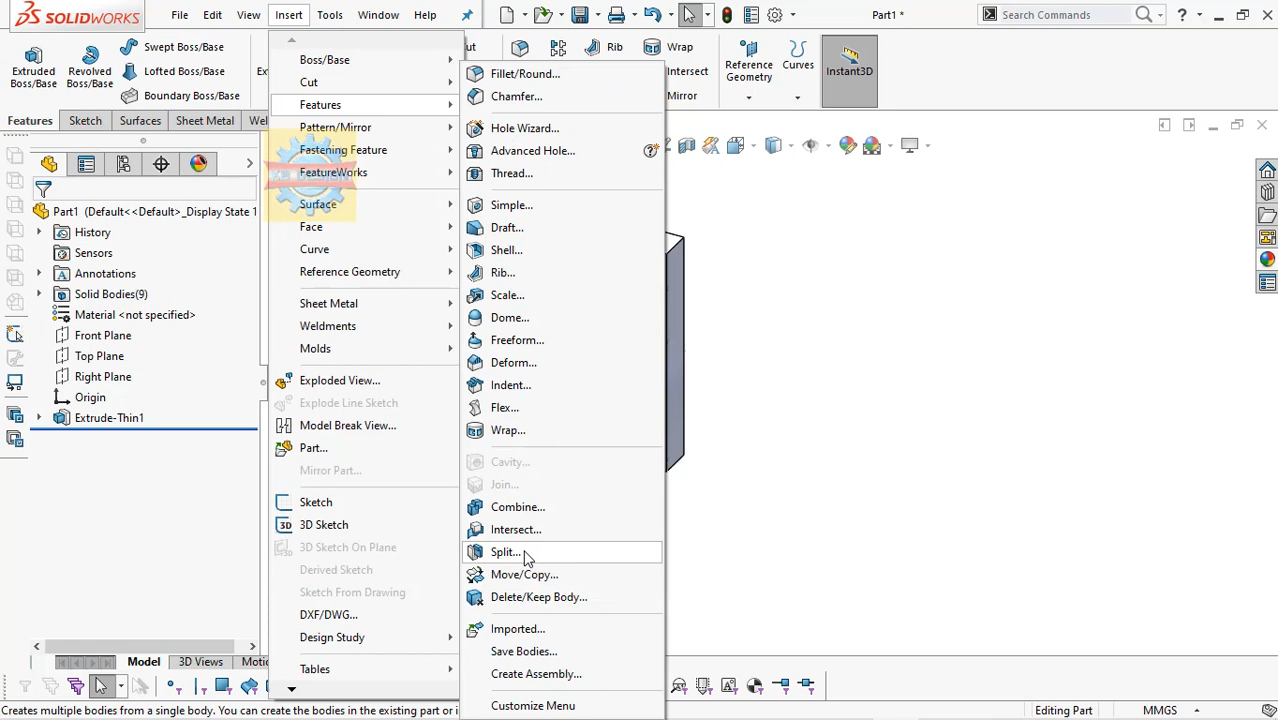 SOLIDWORKS
File Edit View Insert Tools Window Help
Part1 *
Search Commands
Extruded Boss/Base
Revolved Boss/Base
Swept Boss/Base
Lofted Boss/Base
Boundary Boss/Base
Rib
Wrap
Intersect
Mirror
Reference Geometry
Curves
Instant3D
Features Sketch Surfaces Sheet Metal
Part1 (Default<<Default>_Display State 1
History
Sensors
Annotations
Solid Bodies(9)
Material <not specified>
Front Plane
Top Plane
Right Plane
Origin
Extrude-Thin1
Boss/Base
Cut
Features
Pattern/Mirror
Fastening Feature
FeatureWorks
Surface
Face
Curve
Reference Geometry
Sheet Metal
Weldments
Molds
Exploded View...
Explode Line Sketch
Model Break View...
Part...
Mirror Part...
Sketch
3D Sketch
3D Sketch On Plane
Derived Sketch
Sketch From Drawing
DXF/DWG...
Design Study
Tables
Fillet/Round...
Chamfer...
Hole Wizard...
Advanced Hole...
Thread...
Simple...
Draft...
Shell...
Rib...
Scale...
Dome...
Freeform...
Deform...
Indent...
Flex...
Wrap...
Cavity...
Join...
Combine...
Intersect...
Split...
Move/Copy...
Delete/Keep Body...
Imported...
Save Bodies...
Create Assembly...
Customize Menu
Model 3D Views
Creates multiple bodies from a single body. You can create the bodies in the existing part or i
Editing Part MMGS